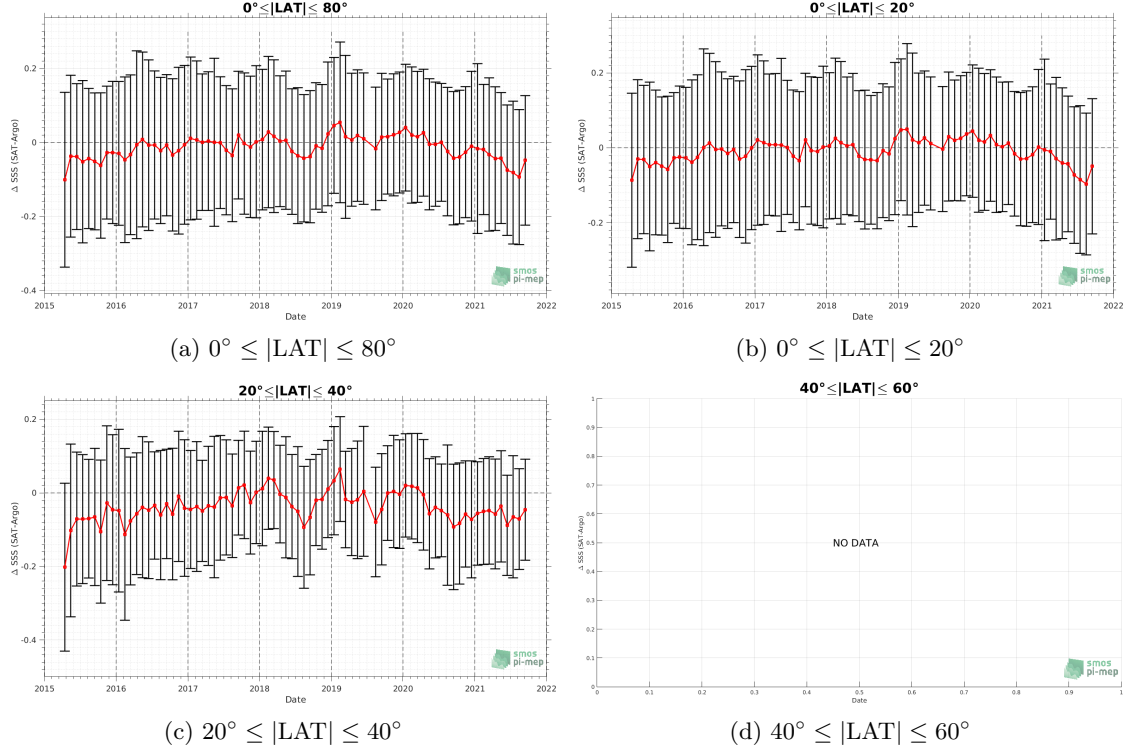 0°≤|LAT|≤ 80°
Δ SSS (SAT-Argo)
0.2
0
-0.2
-0.4
2015 2016 2017 2018 2019 2020 2021 2022
Date
smos
pi-mep
(a) 0° ≤ |LAT| ≤ 80°
0°≤|LAT|≤ 20°
Δ SSS (SAT-Argo)
0.2
0
-0.2
2015 2016 2017 2018 2019 2020 2021 2022
Date
smos
pi-mep
(b) 0° ≤ |LAT| ≤ 20°
20°≤|LAT|≤ 40°
Δ SSS (SAT-Argo)
0.2
0
-0.2
-0.4
2015 2016 2017 2018 2019 2020 2021 2022
Date
smos
pi-mep
(c) 20° ≤ |LAT| ≤ 40°
40°≤|LAT|≤ 60°
Δ SSS (SAT-Argo)
1
0.9
0.8
0.7
0.6
0.5
0.4
0.3
0.2
0.1
0
NO DATA
0 0.1 0.2 0.3 0.4 0.5 0.6 0.7 0.8 0.9 1
Date
smos
pi-mep
(d) 40° ≤ |LAT| ≤ 60°